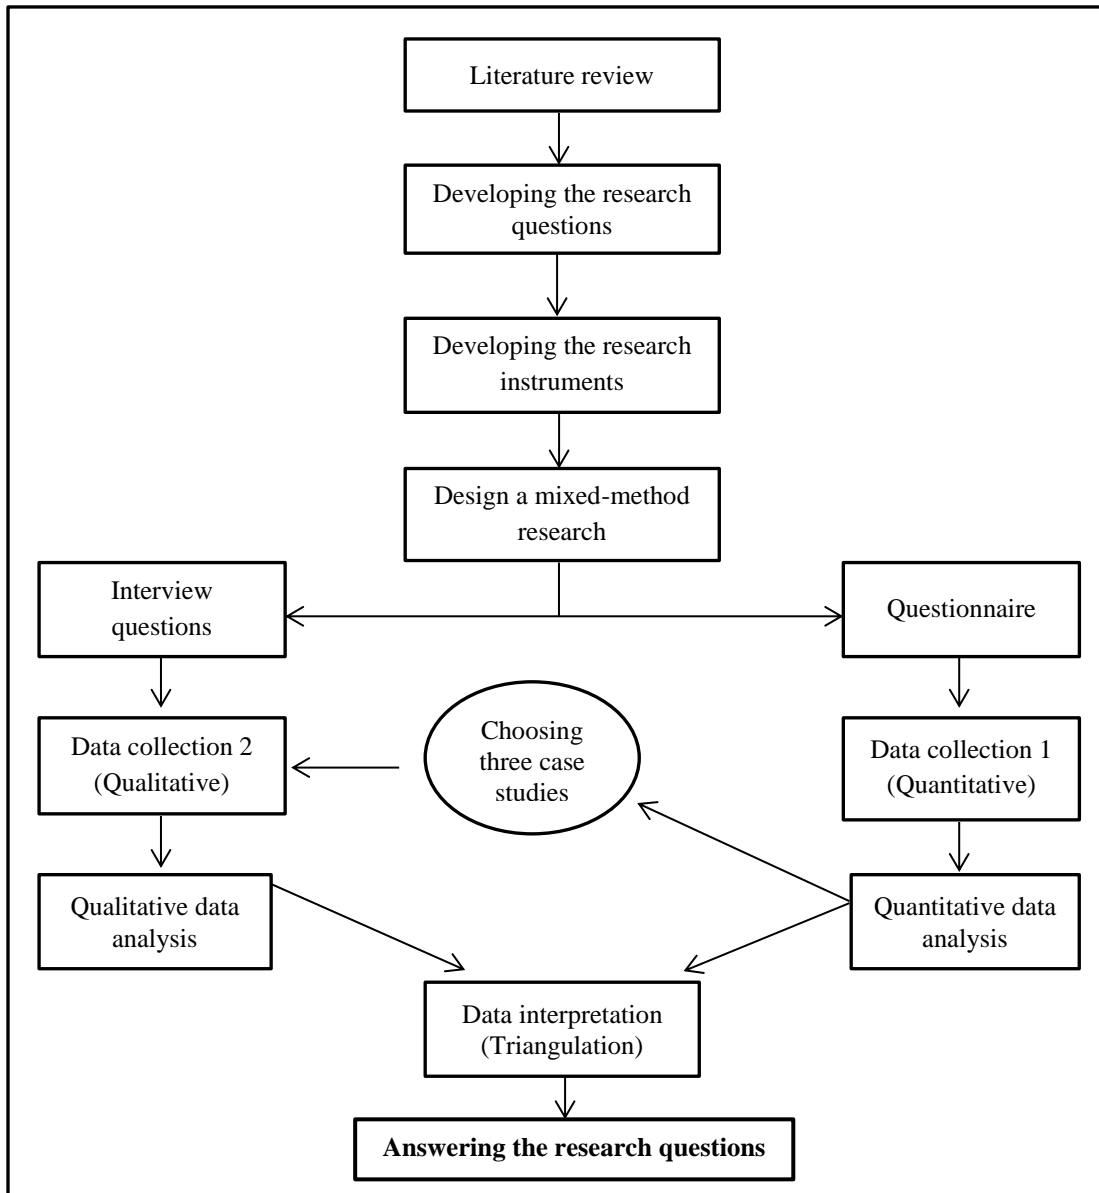 Literature review
Developing the research
questions
Developing the research
instruments
Design a mixed-method
research
Interview
questions
Questionnaire
Data collection 2
(Qualitative)
Choosing
three case
studies
Data collection 1
(Quantitative)
Qualitative data
analysis
Quantitative data
analysis
Data interpretation
(Triangulation)
Answering the research questions